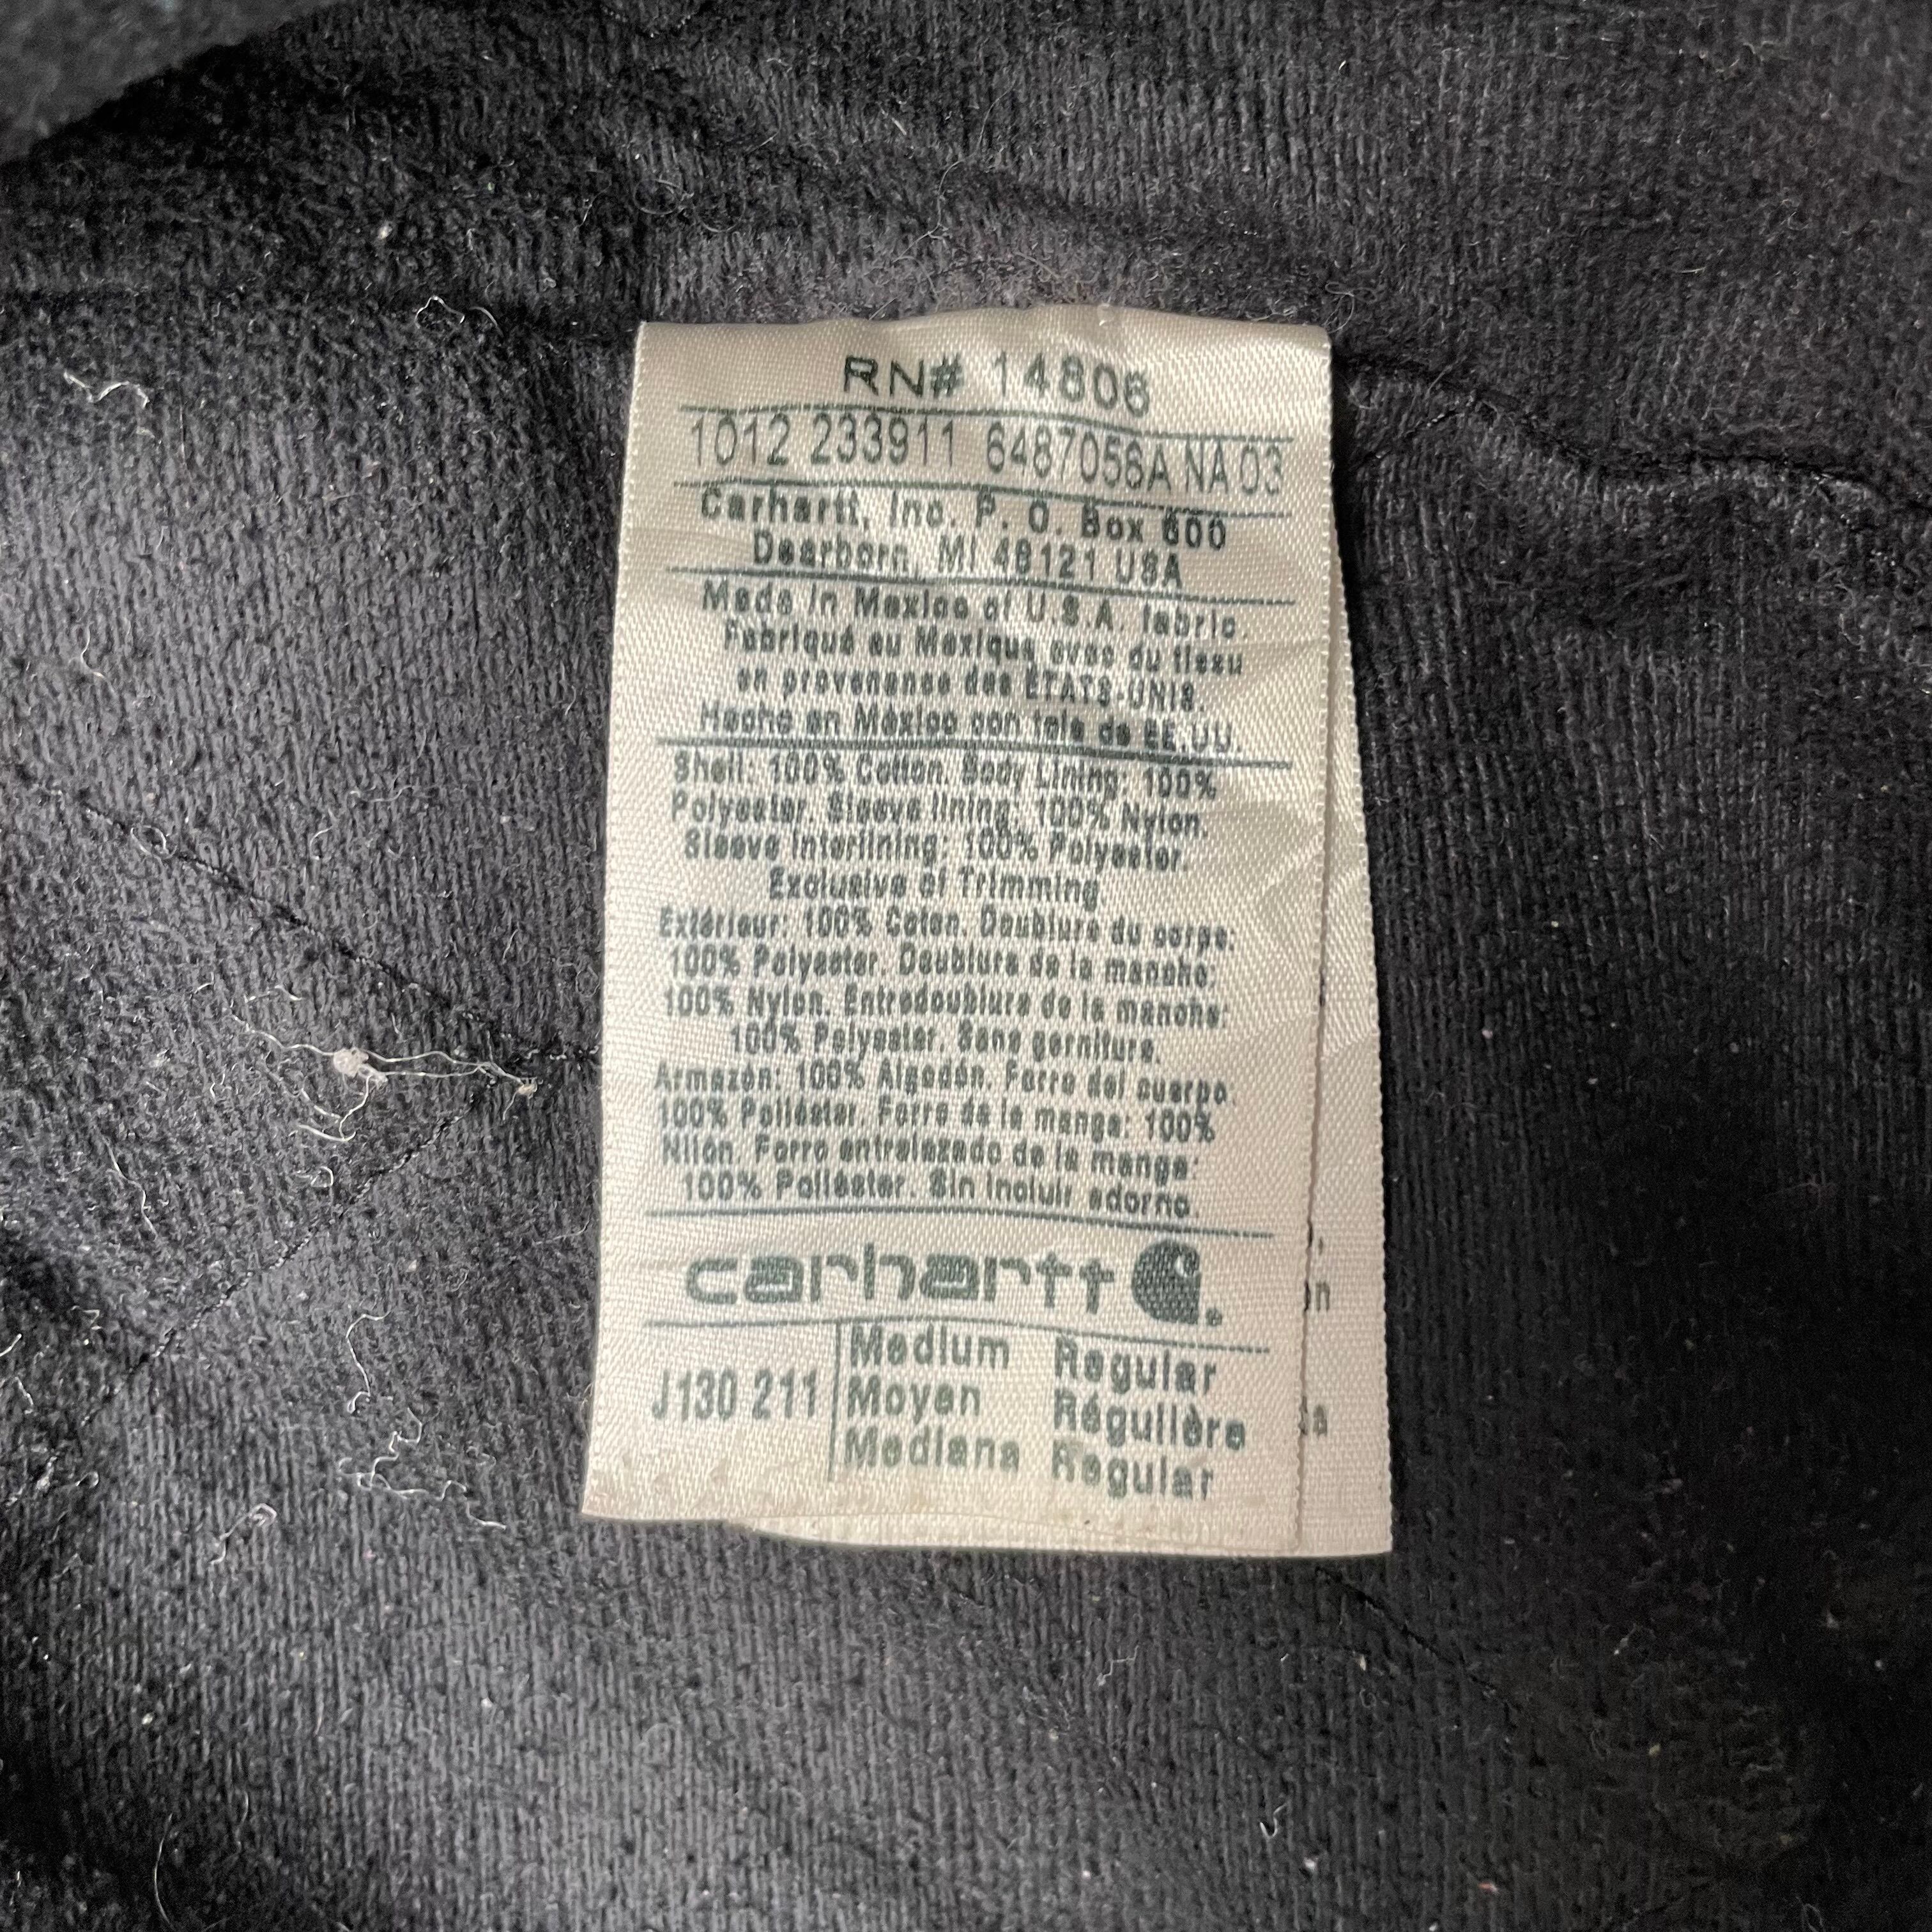 RN# 14806
1012 233911 6487056A NA 03
Carhartt, Inc. P. O. Box 600
Dearborn, MI 48121 USA
Made in Mexico of U.S.A. fabric.
Fabriqué au Mexique avec du tissu
en provenance des ÉTATS-UNIS.
Hecho en México con tela de EE.UU.
Shell: 100% Cotton. Body Lining: 100%
Polyester. Sleeve lining: 100% Nylon.
Sleeve Interlining: 100% Polyester.
Exclusive of Trimming
Extérieur: 100% Coton. Doublure du corps:
100% Polyester. Doublure de la manche:
100% Nylon. Entredoublure de la manche:
100% Polyester. Sans garniture.
Armazón: 100% Algodón. Forro del cuerpo.
100% Poliéster. Forro de la manga: 100%
Nilón. Forro entrelazado de la manga:
100% Poliéster. Sin incluir adorno.
carhartt
J130 211
Medium Regular
Moyen Régulière
Mediana Regular